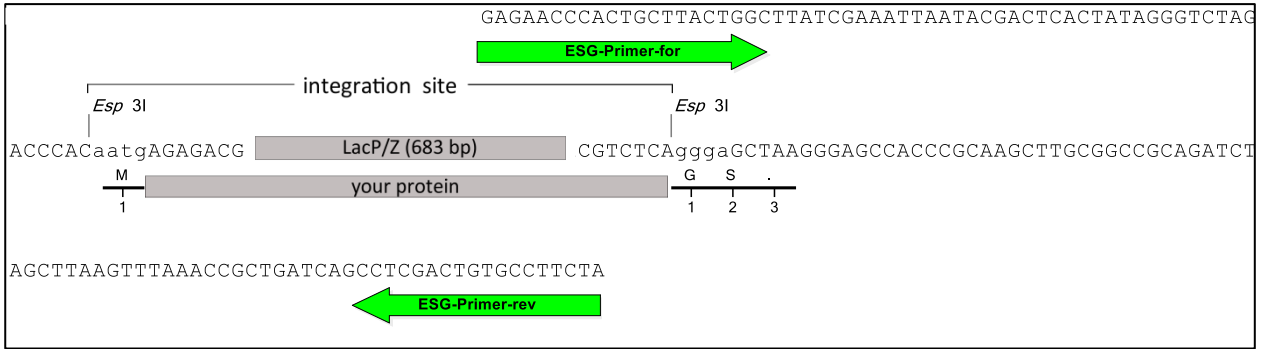 GAGAACCCACTGCTTACTGGCTTATCGAAATTAATACGACTCACTATAGGGTCTAG
ESG-Primer-for
integration site
Esp 3I Esp 3I
ACCCACaatgAGAGACG LacP/Z (683 bp) CGTCTCAgggaGCTAAGGGAGCCACCCGCAAGCTTGCGGCCGCAGATCT
M your protein G S .
1 1 2 3
AGCTTAAGTTTAAACCGCTGATCAGCCTCGACTGTGCCTTCTA
ESG-Primer-rev